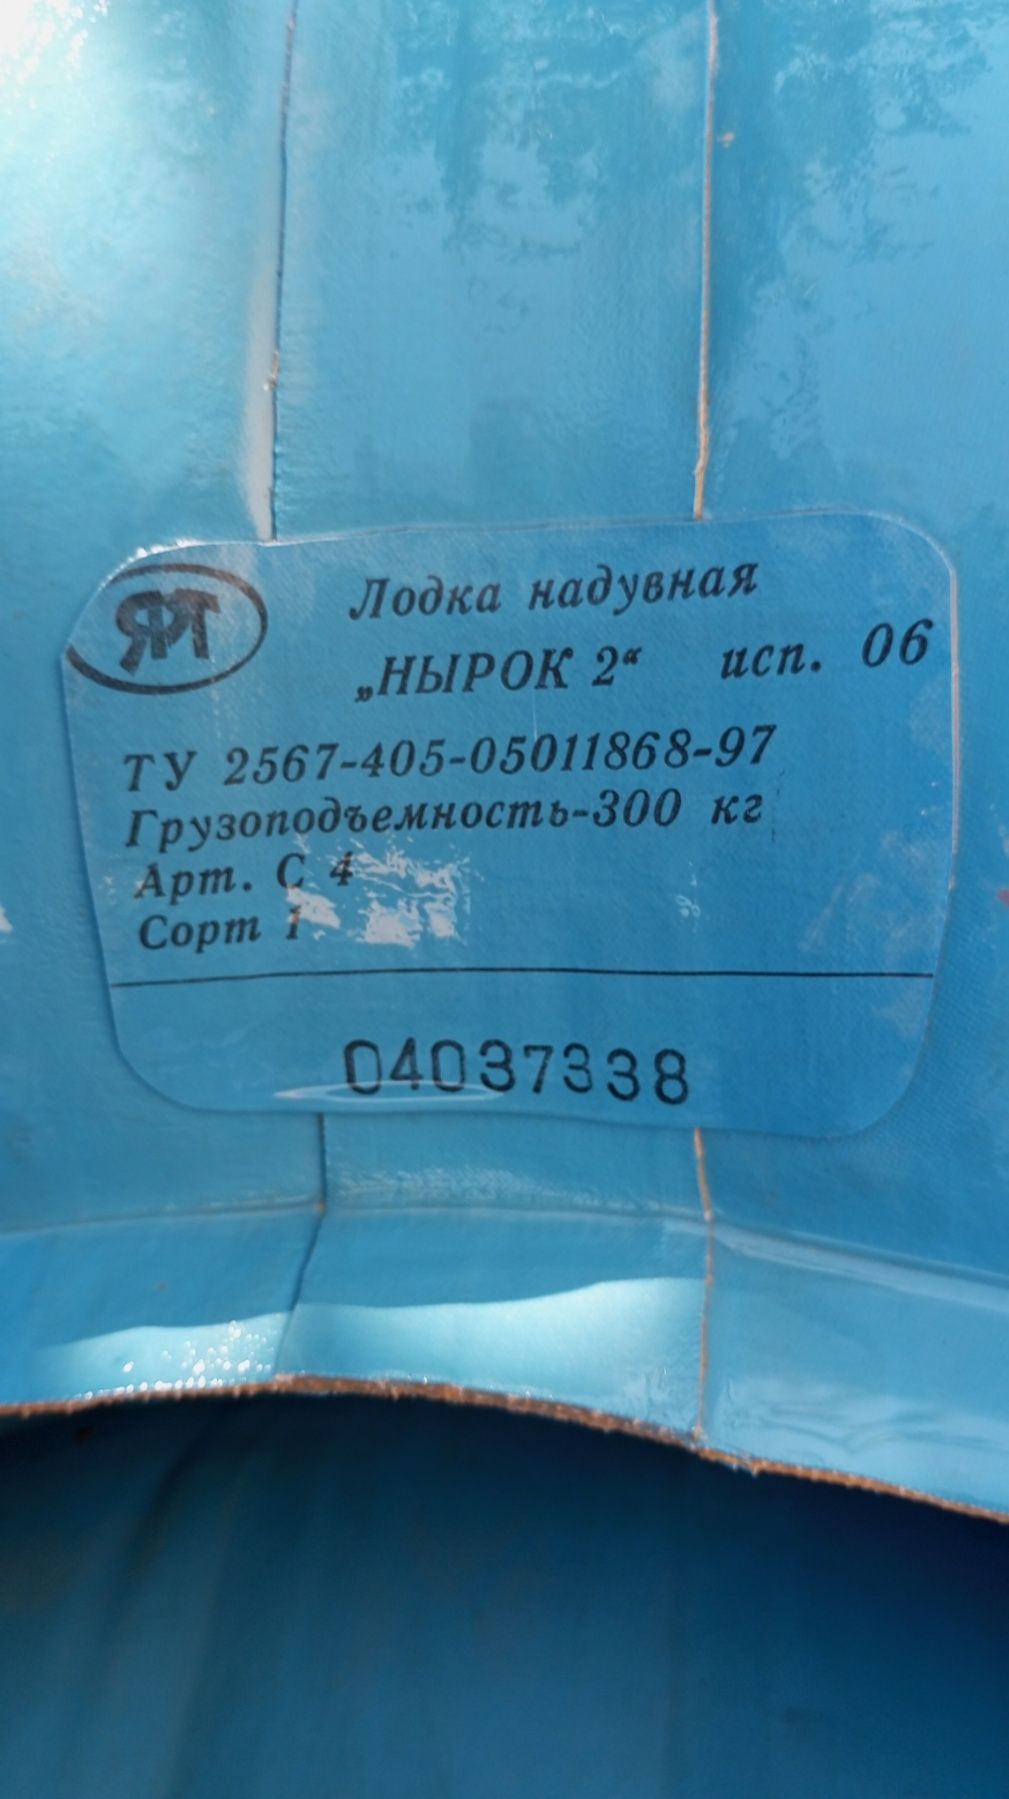 ЯРТ
Лодка надувная
„НЫРОК 2“ исп. 06
ТУ 2567-405-05011868-97
Грузоподъемность-300 кг
Арт. С 4
Сорт 1
04037338